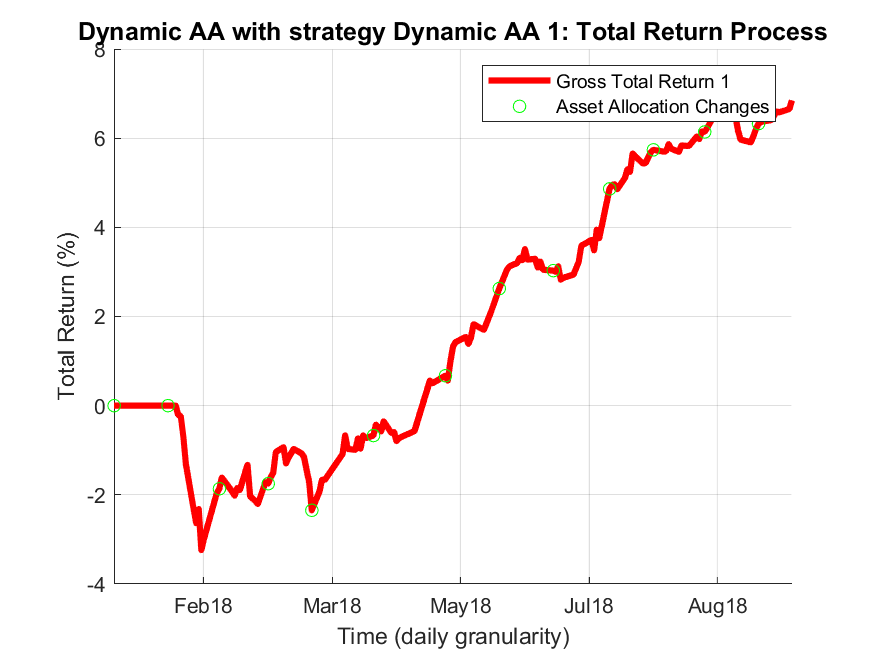 Dynamic AA with strategy Dynamic AA 1: Total Return Process
8
6
4
2
0
-2
-4
Total Return (%)
Gross Total Return 1
Asset Allocation Changes
Feb18
Mar18
May18
Jul18
Aug18
Time (daily granularity)